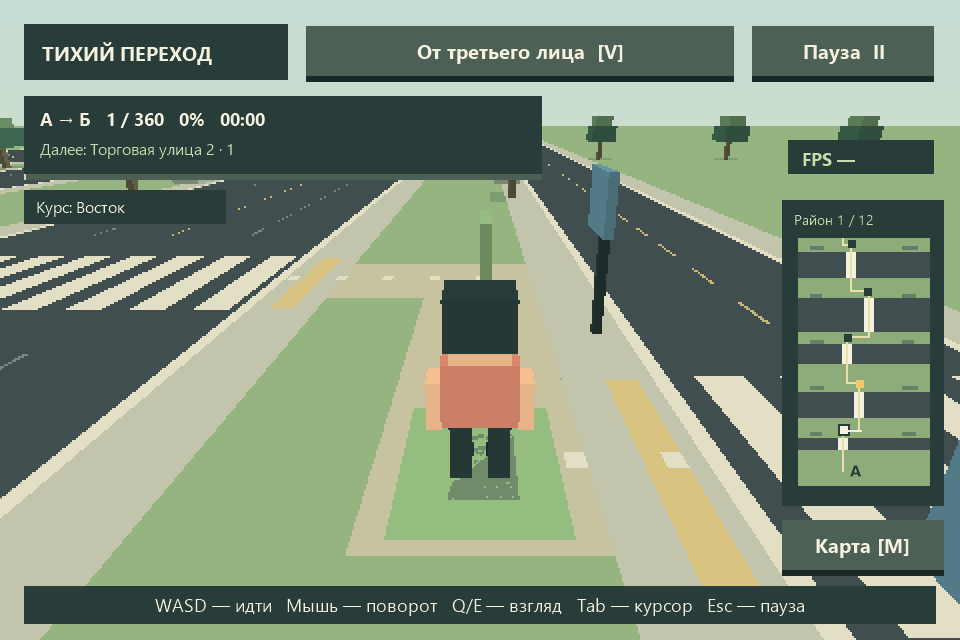 ТИХИЙ ПЕРЕХОД
От третьего лица [V]
Пауза II
А → Б 1 / 360 0% 00:00
Далее: Торговая улица 2 · 1
FPS —
Курс: Восток
Район 1 / 12
А
Карта [M]
WASD — идти Мышь — поворот Q/E — взгляд Tab — курсор Esc — пауза